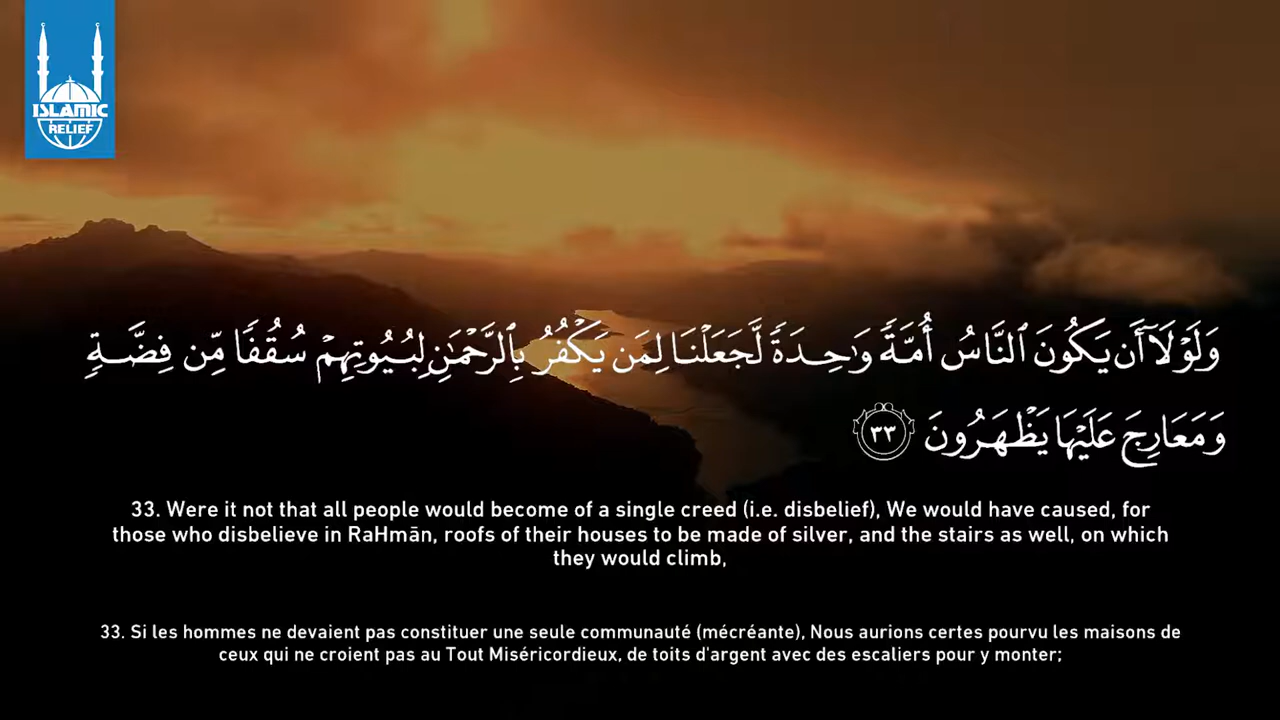 ISLAMIC
RELIEF
وَلَوْلَآ أَن يَكُونَ ٱلنَّاسُ أُمَّةً وَٰحِدَةً لَّجَعَلْنَا لِمَن يَكْفُرُ بِٱلرَّحْمَٰنِ لِبُيُوتِهِمْ سُقُفًا مِّن فِضَّةٍ
وَمَعَارِجَ عَلَيْهَا يَظْهَرُونَ ٣٣
33. Were it not that all people would become of a single creed (i.e. disbelief), We would have caused, for
those who disbelieve in RaHmān, roofs of their houses to be made of silver, and the stairs as well, on which
they would climb,
33. Si les hommes ne devaient pas constituer une seule communauté (mécréante), Nous aurions certes pourvu les maisons de
ceux qui ne croient pas au Tout Miséricordieux, de toits d'argent avec des escaliers pour y monter;